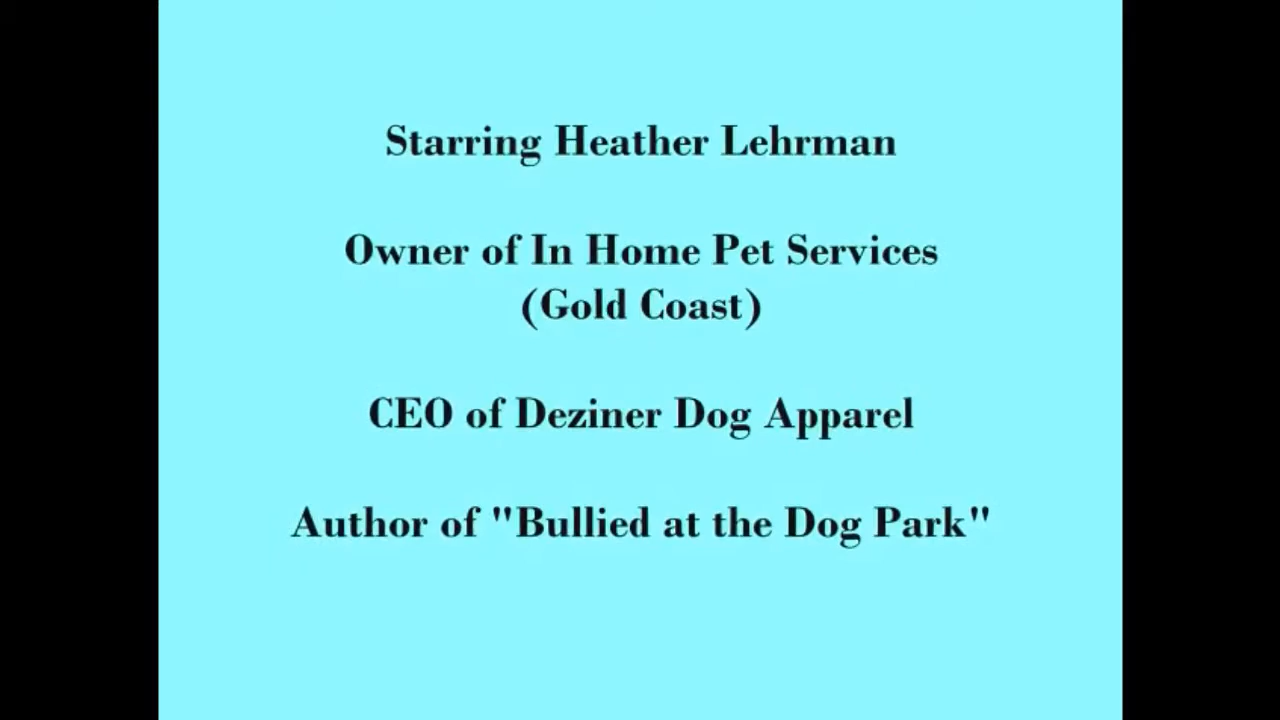 Starring Heather Lehrman
Owner of In Home Pet Services
(Gold Coast)
CEO of Deziner Dog Apparel
Author of "Bullied at the Dog Park"